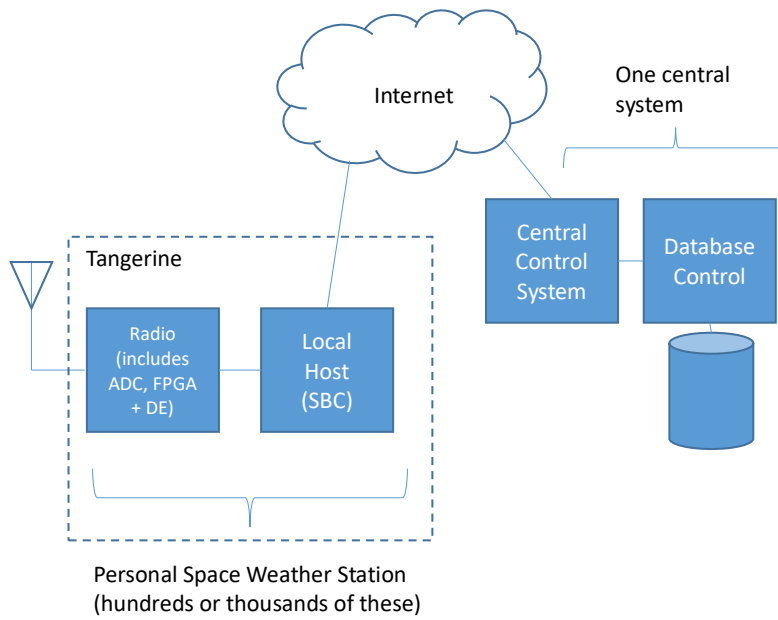 Internet
One central
system
Central
Control
System
Database
Control
Tangerine
Radio
(includes
ADC, FPGA
+ DE)
Local
Host
(SBC)
Personal Space Weather Station
(hundreds or thousands of these)